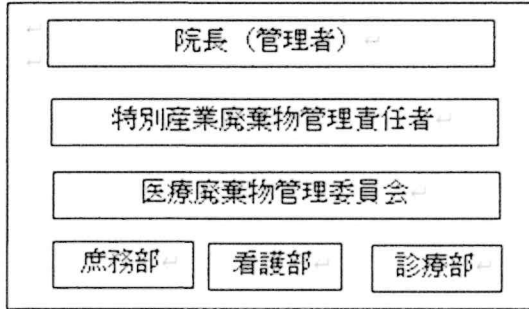 院長（管理者）
特別産業廃棄物管理責任者
医療廃棄物管理委員会
庶務部 看護部 診療部